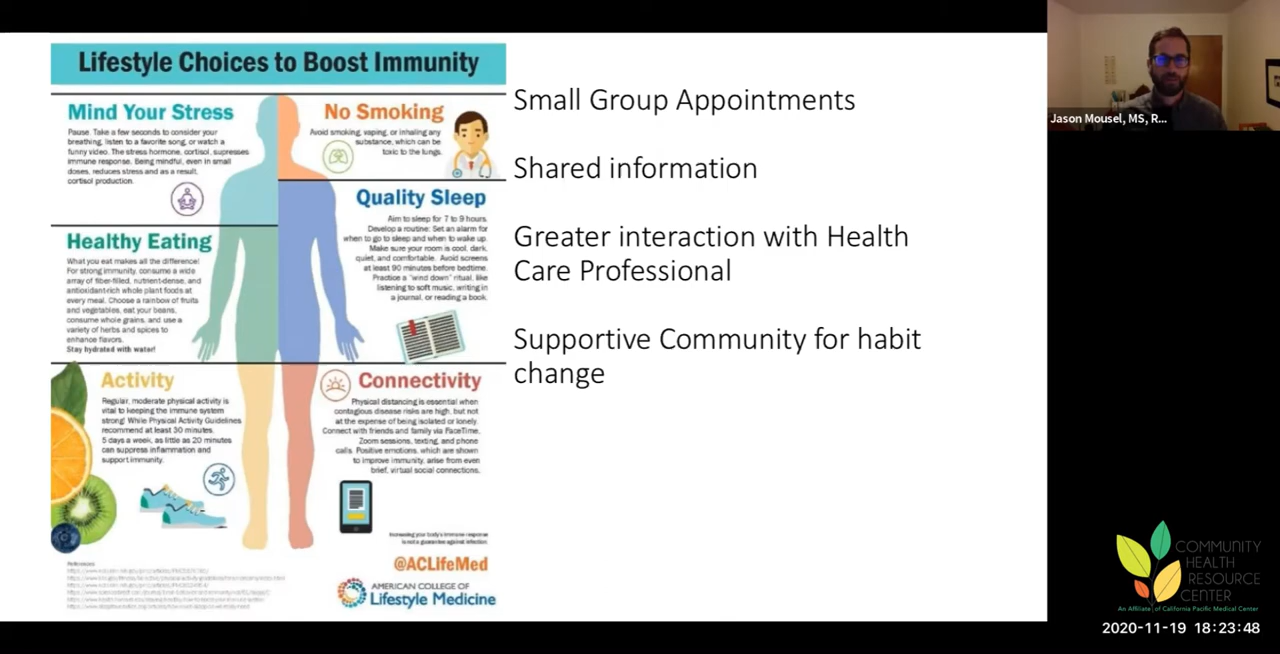 Lifestyle Choices to Boost Immunity
Mind Your Stress
Pause. Take a few seconds to consider your
breathing, listen to a favorite song, or watch a
funny video. The stress hormone, cortisol, supresses
immune response. Being mindful, even in small
doses, reduces stress and as a result,
cortisol production.
No Smoking
Avoid smoking, vaping, or inhaling any
substance, which can be
toxic to the lungs.
Quality Sleep
Aim to sleep for 7 to 9 hours.
Develop a routine: Set an alarm for
when to go to sleep and when to wake up.
Make sure your room is cool, dark,
quiet, and comfortable. Avoid screens
at least 90 minutes before bedtime.
Practice a "wind down" ritual, like
listening to soft music, writing in
a journal, or reading a book.
Healthy Eating
What you eat makes all the difference!
For strong immunity, consume a wide
array of fiber-filled, nutrient-dense, and
antioxidant-rich whole plant foods at
every meal. Choose a rainbow of fruits
and vegetables, eat your beans,
consume whole grains, and use a
variety of herbs and spices to
enhance flavors.
Stay hydrated with water!
Activity
Regular, moderate physical activity is
vital to keeping the immune system
strong! While Physical Activity Guidelines
recommend at least 30 minutes,
5 days a week, as little as 20 minutes
can suppress inflammation and
support immunity.
Connectivity
Physical distancing is essential when
contagious disease risks are high, but not
at the expense of being isolated or lonely.
Connect with friends and family via FaceTime,
Zoom sessions, texting, and phone
calls. Positive emotions, which are shown
to improve immunity, arise from even
brief, virtual social connections.
Increasing your body's immune response
is not a guarantee against infection.
@ACLifeMed
AMERICAN COLLEGE OF
Lifestyle Medicine
References
Small Group Appointments
Shared information
Greater interaction with Health
Care Professional
Supportive Community for habit
change
Jason Mousel, MS, R...
COMMUNITY
HEALTH
RESOURCE
CENTER
An Affiliate of California Pacific Medical Center
2020-11-19 18:23:48